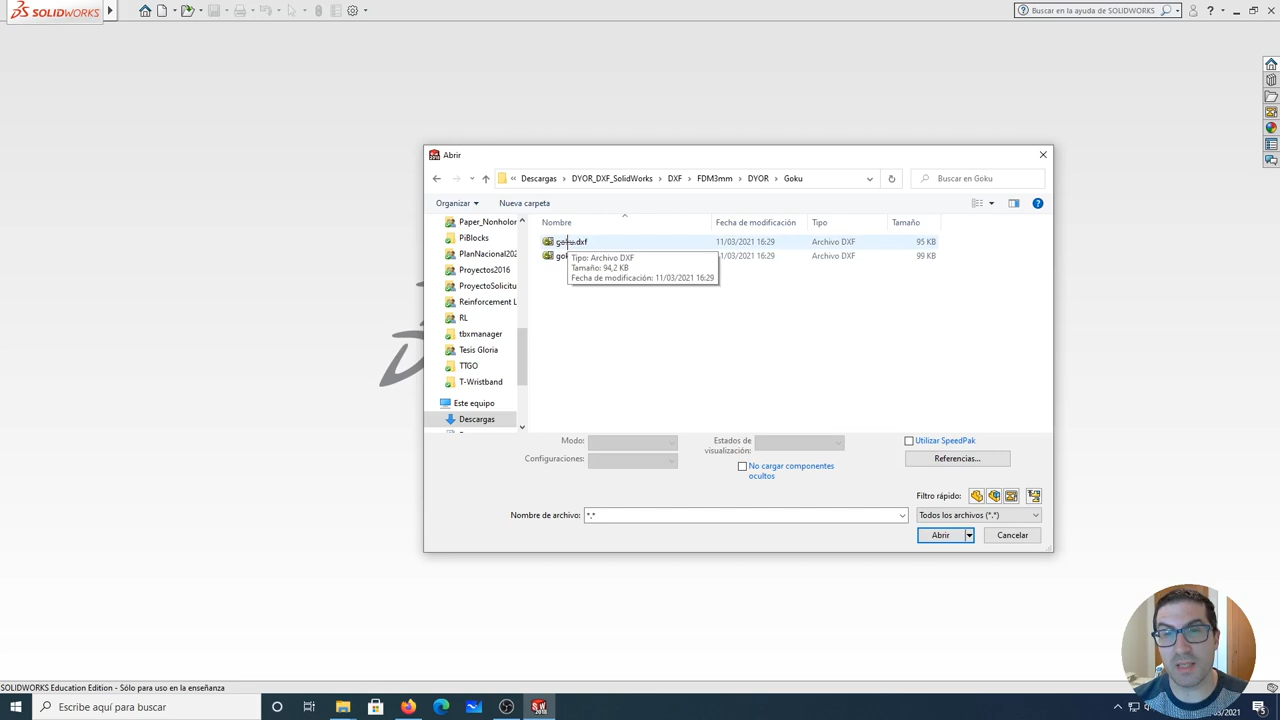 SOLIDWORKS
Buscar en la ayuda de SOLIDWORKS
Abrir
« Descargas > DYOR_DXF_SolidWorks > DXF > FDM3mm > DYOR > Goku
Buscar en Goku
Organizar
Nueva carpeta
Nombre
Fecha de modificación
Tipo
Tamaño
Paper_Nonholor
PiBlocks
PlanNacional202
Proyectos2016
ProyectoSolicitu
Reinforcement L
RL
tbxmanager
Tesis Gloria
TTGO
T-Wristband
Este equipo
Descargas
goku.dxf
11/03/2021 16:29
Archivo DXF
95 KB
11/03/2021 16:29
Archivo DXF
99 KB
Tipo: Archivo DXF
Tamaño: 94,2 KB
Fecha de modificación: 11/03/2021 16:29
Modo:
Configuraciones:
Estados de
visualización:
No cargar componentes
ocultos
Utilizar SpeedPak
Referencias...
Filtro rápido:
Nombre de archivo:
*.*
Todos los archivos (*.*)
Abrir
Cancelar
SOLIDWORKS Education Edition - Sólo para uso en la enseñanza
Escribe aquí para buscar